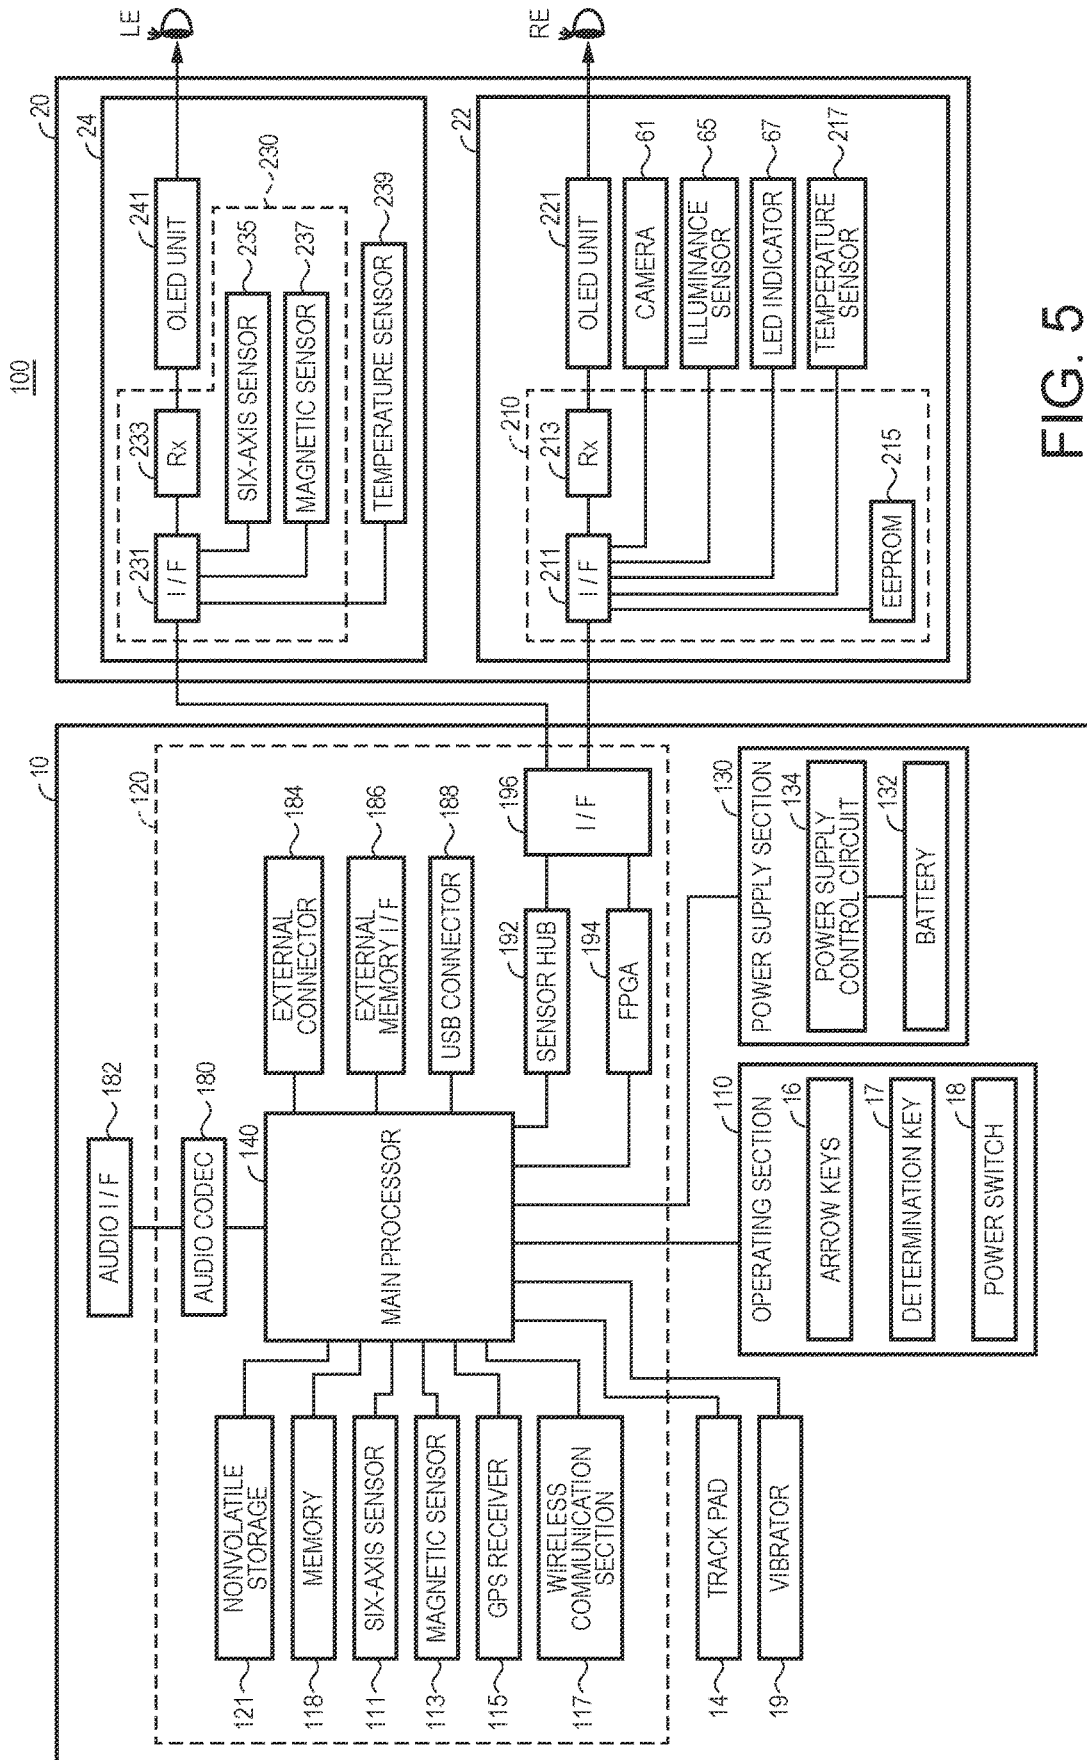 100
10
120
AUDIO I / F
182
AUDIO CODEC
180
MAIN PROCESSOR
140
NONVOLATILE
STORAGE
121
MEMORY
118
SIX-AXIS SENSOR
111
MAGNETIC SENSOR
113
GPS RECEIVER
115
WIRELESS
COMMUNICATION
SECTION
117
TRACK PAD
14
VIBRATOR
19
EXTERNAL
CONNECTOR
184
EXTERNAL
MEMORY I / F
186
USB CONNECTOR
188
SENSOR HUB
192
FPGA
194
I / F
196
OPERATING SECTION
110
ARROW KEYS
16
DETERMINATION KEY
17
POWER SWITCH
18
POWER SUPPLY SECTION
130
POWER SUPPLY
CONTROL CIRCUIT
134
BATTERY
132
20
24
I / F
231
Rx
233
OLED UNIT
241
LE
230
SIX-AXIS SENSOR
235
MAGNETIC SENSOR
237
TEMPERATURE SENSOR
239
22
210
I / F
211
Rx
213
OLED UNIT
221
RE
CAMERA
61
ILLUMINANCE
SENSOR
65
LED INDICATOR
67
TEMPERATURE
SENSOR
217
EEPROM
215
FIG. 5